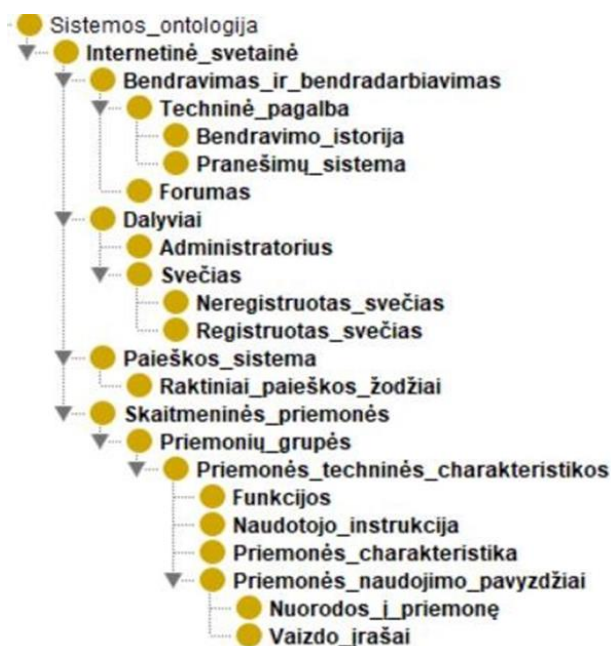 Sistemos_ontologija
Internetinė_svetainė
Bendravimas_ir_bendradarbiavimas
Techninė_pagalba
Bendravimo_istorija
Pranešimų_sistema
Forumas
Dalyviai
Administratorius
Svečias
Neregistruotas_svečias
Registruotas_svečias
Paieškos_sistema
Raktiniai_paieškos_žodžiai
Skaitmeninės_priemonės
Priemonių_grupės
Priemonės_techninės_charakteristikos
Funkcijos
Naudotojo_instrukcija
Priemonės_charakteristika
Priemonės_naudojimo_pavyzdžiai
Nuorodos_į_priemonę
Vaizdo_įrašai